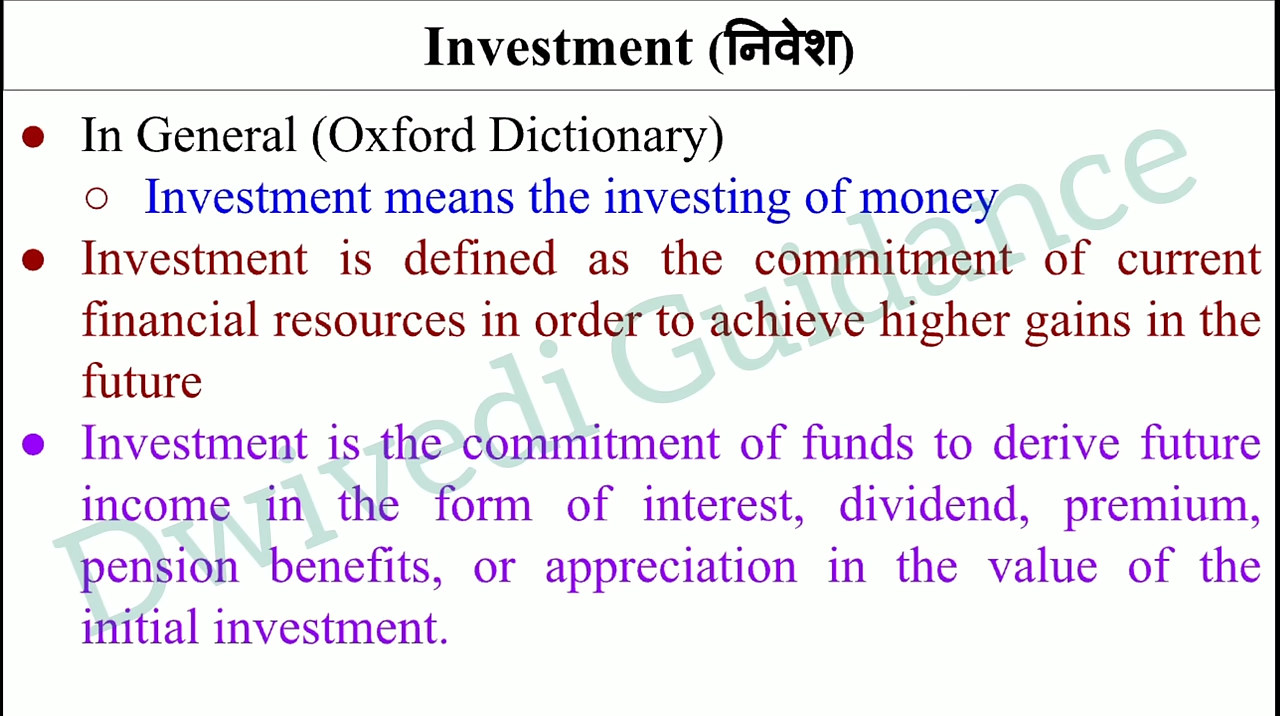 Investment (निवेश)
● In General (Oxford Dictionary)
○ Investment means the investing of money
● Investment is defined as the commitment of current
financial resources in order to achieve higher gains in the
future
● Investment is the commitment of funds to derive future
income in the form of interest, dividend, premium,
pension benefits, or appreciation in the value of the
initial investment.
Dwivedi Guidance